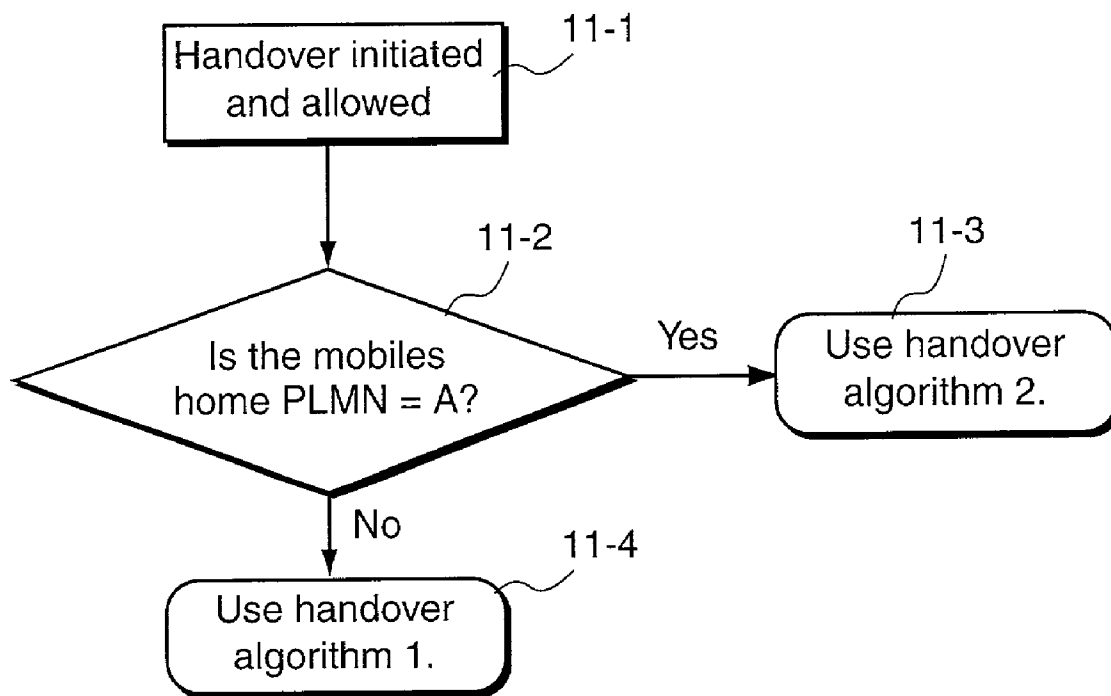 11-1
Handover initiated
and allowed
11-2
Is the mobiles
home PLMN = A?
Yes
11-3
Use handover
algorithm 2.
No
11-4
Use handover
algorithm 1.